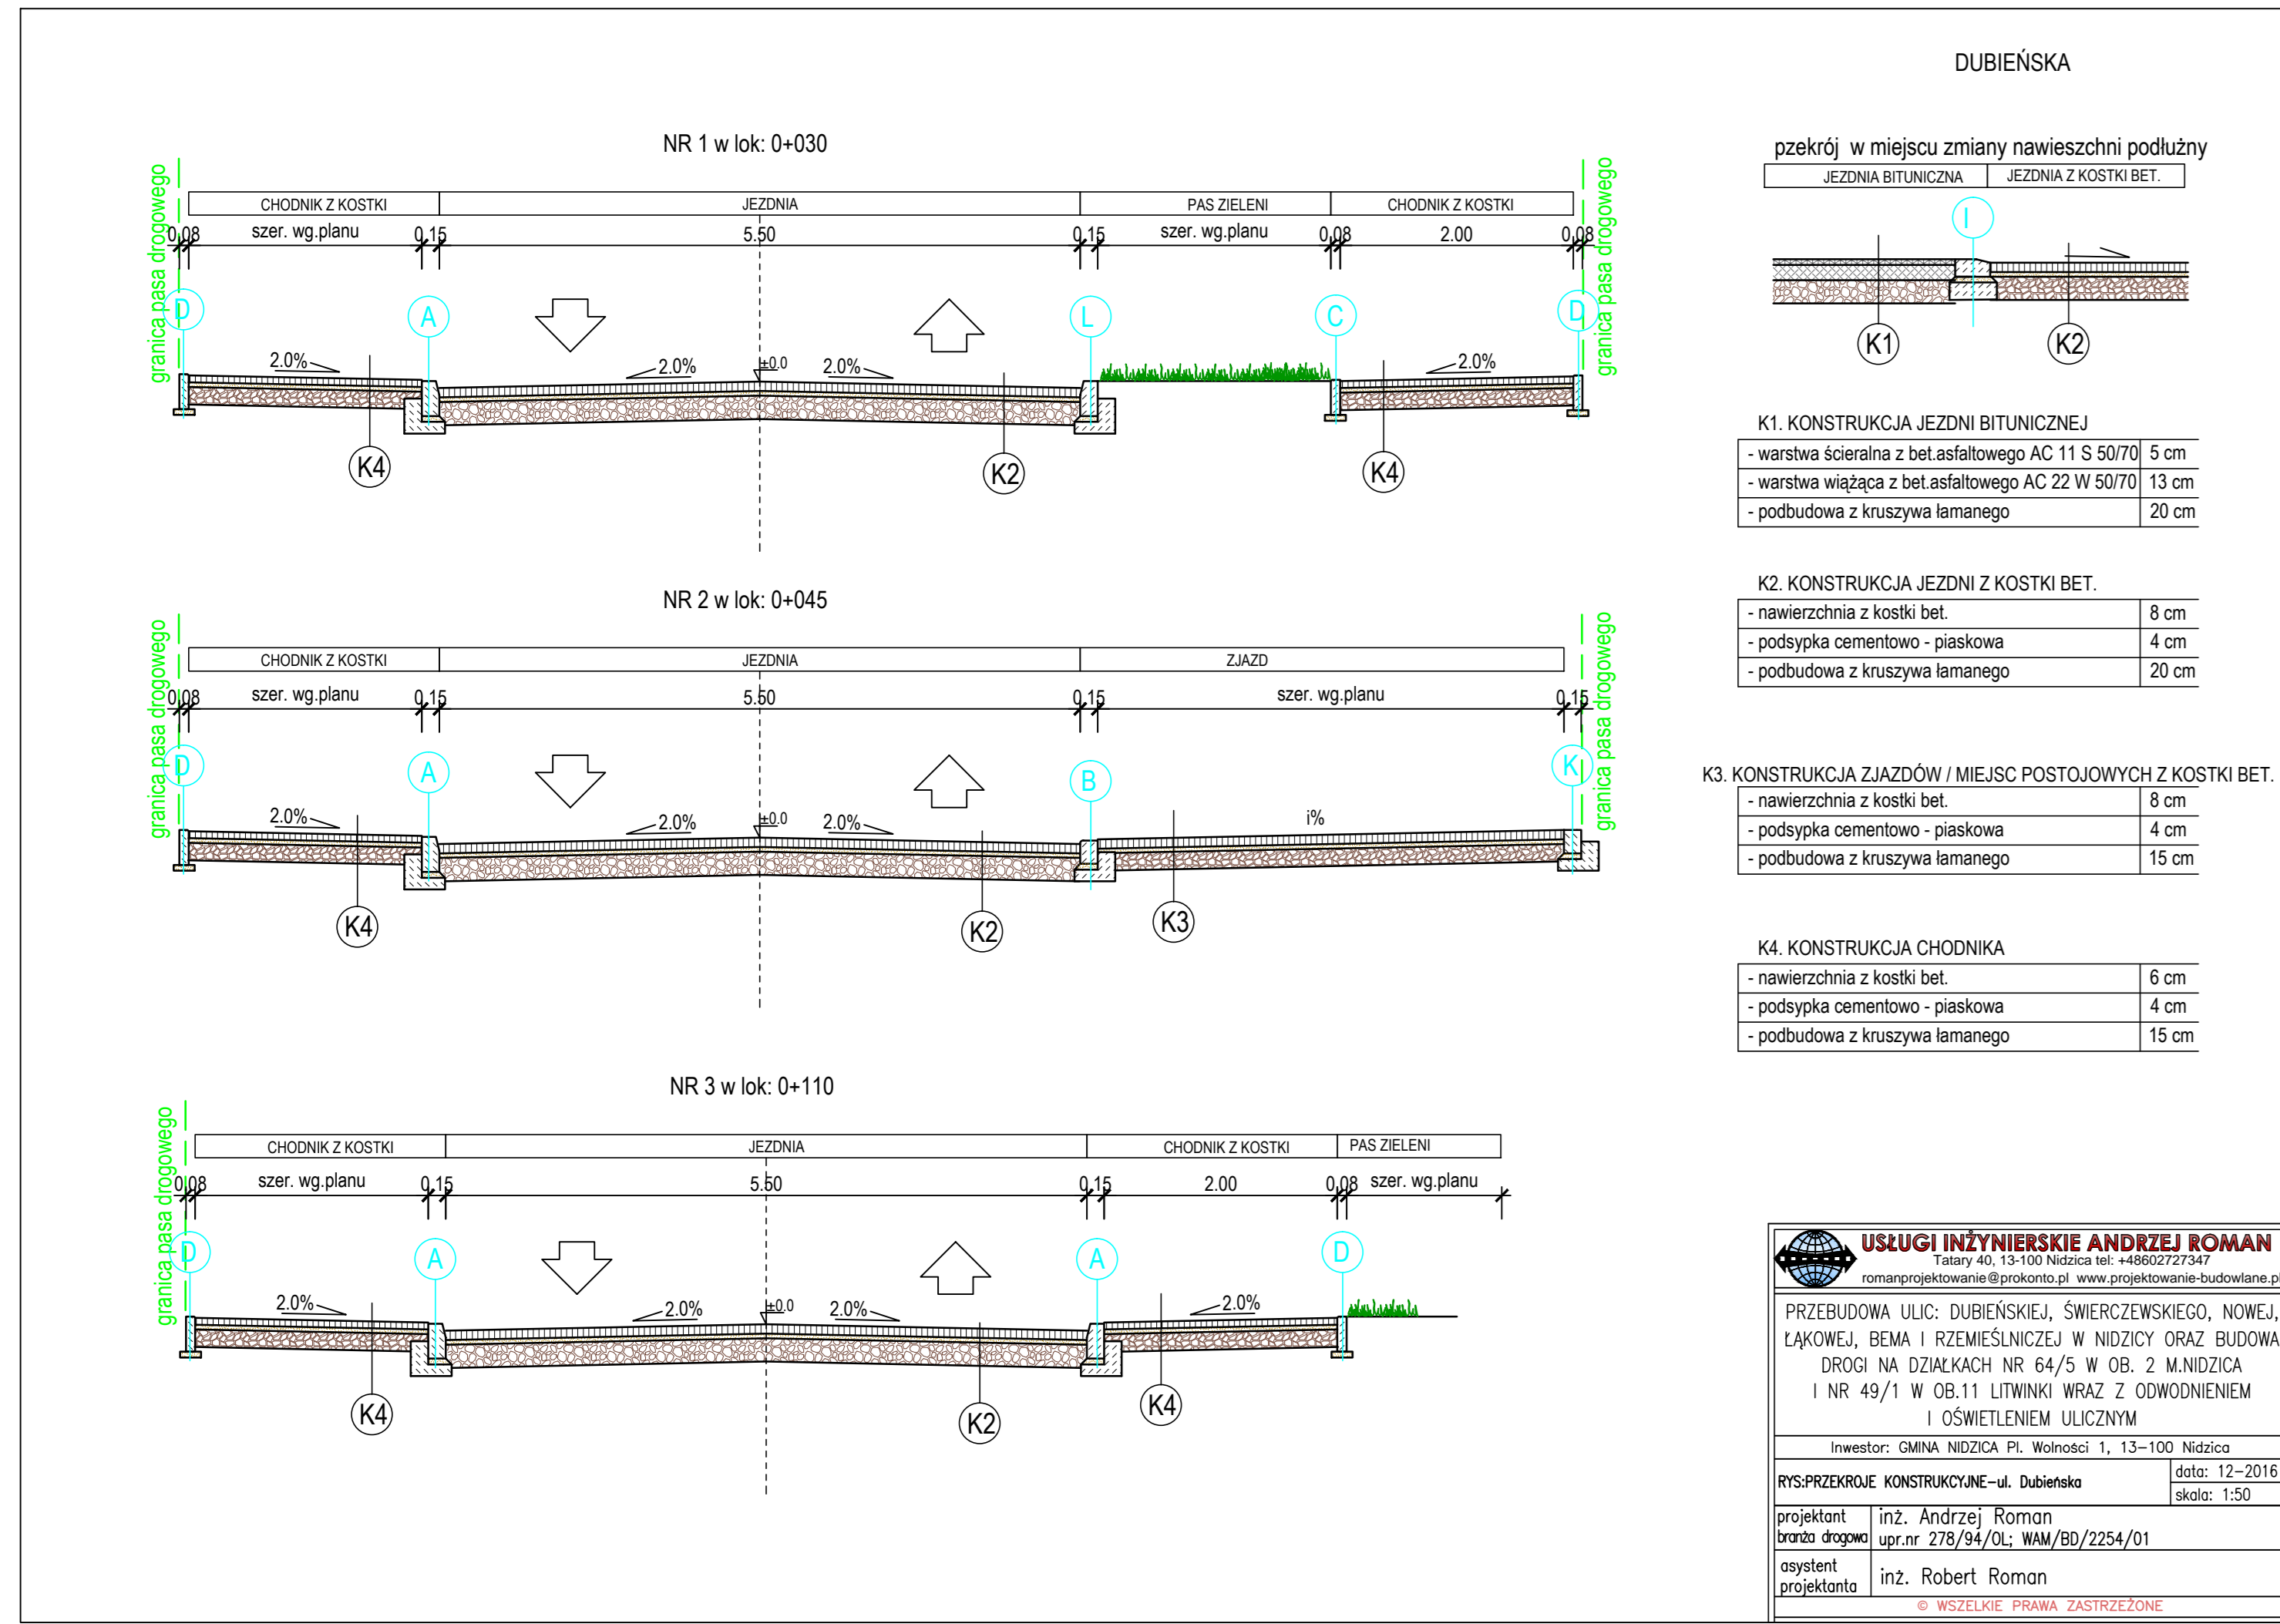 DUBIEŃSKA
NR 1 w lok: 0+030
granica pasa drogowego
CHODNIK Z KOSTKI JEZDNIA PAS ZIELENI CHODNIK Z KOSTKI
granica pasa drogowego
0.08 szer. wg.planu 0.15 5.50 0.15 szer. wg.planu 0.08 2.00 0.08
D A L C D
2.0% 2.0% ±0.0 2.0% 2.0%
K4 K2 K4
NR 2 w lok: 0+045
granica pasa drogowego
CHODNIK Z KOSTKI JEZDNIA ZJAZD
granica pasa drogowego
0.08 szer. wg.planu 0.15 5.50 0.15 szer. wg.planu 0.15
D A B K
2.0% 2.0% ±0.0 2.0% i%
K4 K2 K3
NR 3 w lok: 0+110
granica pasa drogowego
CHODNIK Z KOSTKI JEZDNIA CHODNIK Z KOSTKI PAS ZIELENI
0.08 szer. wg.planu 0.15 5.50 0.15 2.00 0.08 szer. wg.planu
D A A D
2.0% 2.0% ±0.0 2.0% 2.0%
K4 K2 K4
pzekrój w miejscu zmiany nawieszchni podłużny
JEZDNIA BITUNICZNA JEZDNIA Z KOSTKI BET.
I
K1 K2
K1. KONSTRUKCJA JEZDNI BITUNICZNEJ
- warstwa ścieralna z bet.asfaltowego AC 11 S 50/70 5 cm
- warstwa wiążąca z bet.asfaltowego AC 22 W 50/70 13 cm
- podbudowa z kruszywa łamanego 20 cm
K2. KONSTRUKCJA JEZDNI Z KOSTKI BET.
- nawierzchnia z kostki bet. 8 cm
- podsypka cementowo - piaskowa 4 cm
- podbudowa z kruszywa łamanego 20 cm
K3. KONSTRUKCJA ZJAZDÓW / MIEJSC POSTOJOWYCH Z KOSTKI BET.
- nawierzchnia z kostki bet. 8 cm
- podsypka cementowo - piaskowa 4 cm
- podbudowa z kruszywa łamanego 15 cm
K4. KONSTRUKCJA CHODNIKA
- nawierzchnia z kostki bet. 6 cm
- podsypka cementowo - piaskowa 4 cm
- podbudowa z kruszywa łamanego 15 cm
USŁUGI INŻYNIERSKIE ANDRZEJ ROMAN
Tatary 40, 13-100 Nidzica tel: +48602727347
romanprojektowanie@prokonto.pl www.projektowanie-budowlane.pl
PRZEBUDOWA ULIC: DUBIEŃSKIEJ, ŚWIERCZEWSKIEGO, NOWEJ,
ŁĄKOWEJ, BEMA I RZEMIEŚLNICZEJ W NIDZICY ORAZ BUDOWA
DROGI NA DZIAŁKACH NR 64/5 W OB. 2 M.NIDZICA
I NR 49/1 W OB.11 LITWINKI WRAZ Z ODWODNIENIEM
I OŚWIETLENIEM ULICZNYM
Inwestor: GMINA NIDZICA Pl. Wolności 1, 13-100 Nidzica
RYS:PRZEKROJE KONSTRUKCYJNE-ul. Dubieńska
data: 12-2016
skala: 1:50
projektant inż. Andrzej Roman
branża drogowa upr.nr 278/94/OL; WAM/BD/2254/01
asystent
projektanta inż. Robert Roman
© WSZELKIE PRAWA ZASTRZEŻONE